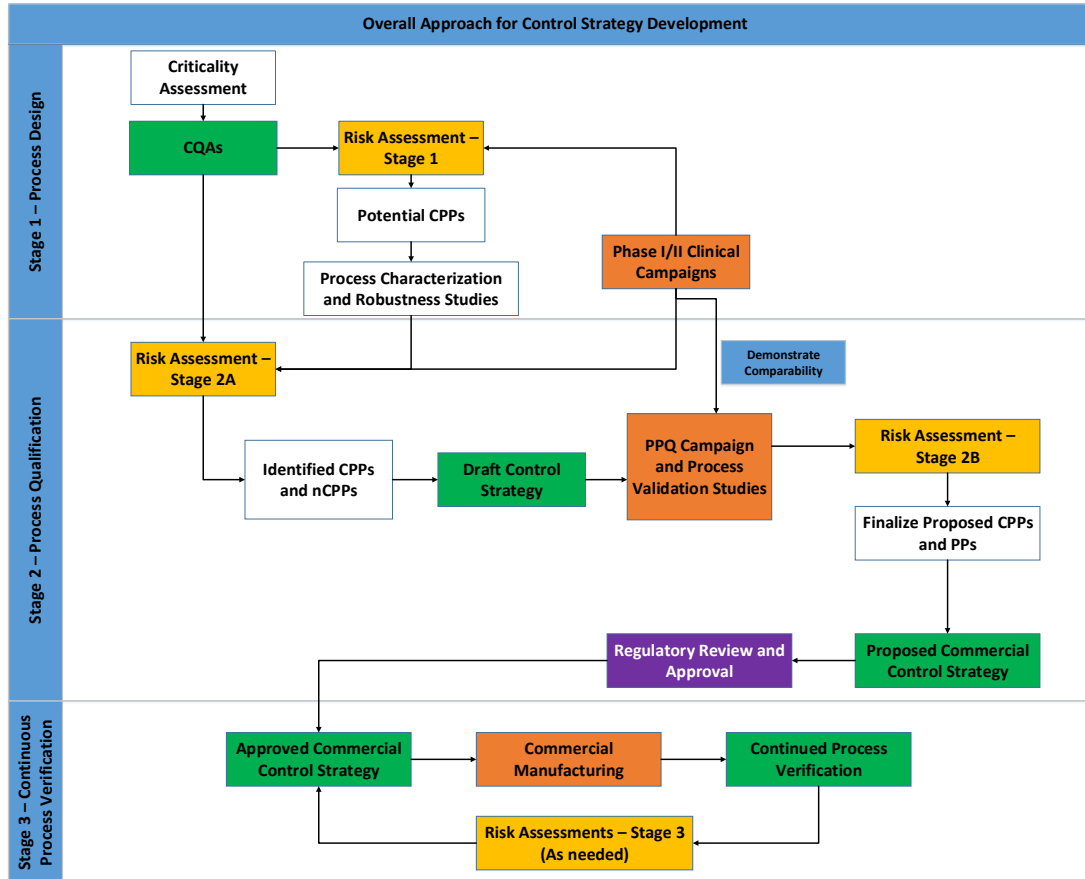 Overall Approach for Control Strategy Development
Stage 1 – Process Design
Criticality
Assessment
CQAs
Risk Assessment –
Stage 1
Potential CPPs
Process Characterization
and Robustness Studies
Phase I/II Clinical
Campaigns
Stage 2 – Process Qualification
Risk Assessment –
Stage 2A
Demonstrate
Comparability
Identified CPPs
and nCPPs
Draft Control
Strategy
PPQ Campaign
and Process
Validation Studies
Risk Assessment –
Stage 2B
Finalize Proposed CPPs
and PPs
Proposed Commercial
Control Strategy
Regulatory Review and
Approval
Stage 3 – Continuous
Process Verification
Approved Commercial
Control Strategy
Commercial
Manufacturing
Continued Process
Verification
Risk Assessments – Stage 3
(As needed)